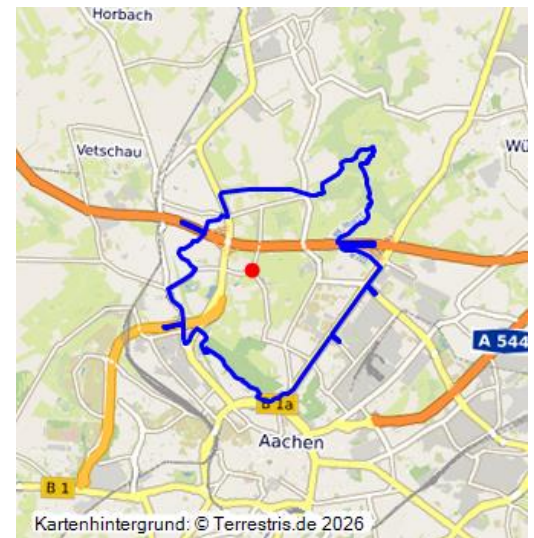 Horbach
Vetschau
Wü
A 544
B 1a
Aachen
B 1
Kartenhintergrund: © Terrestris.de 2026